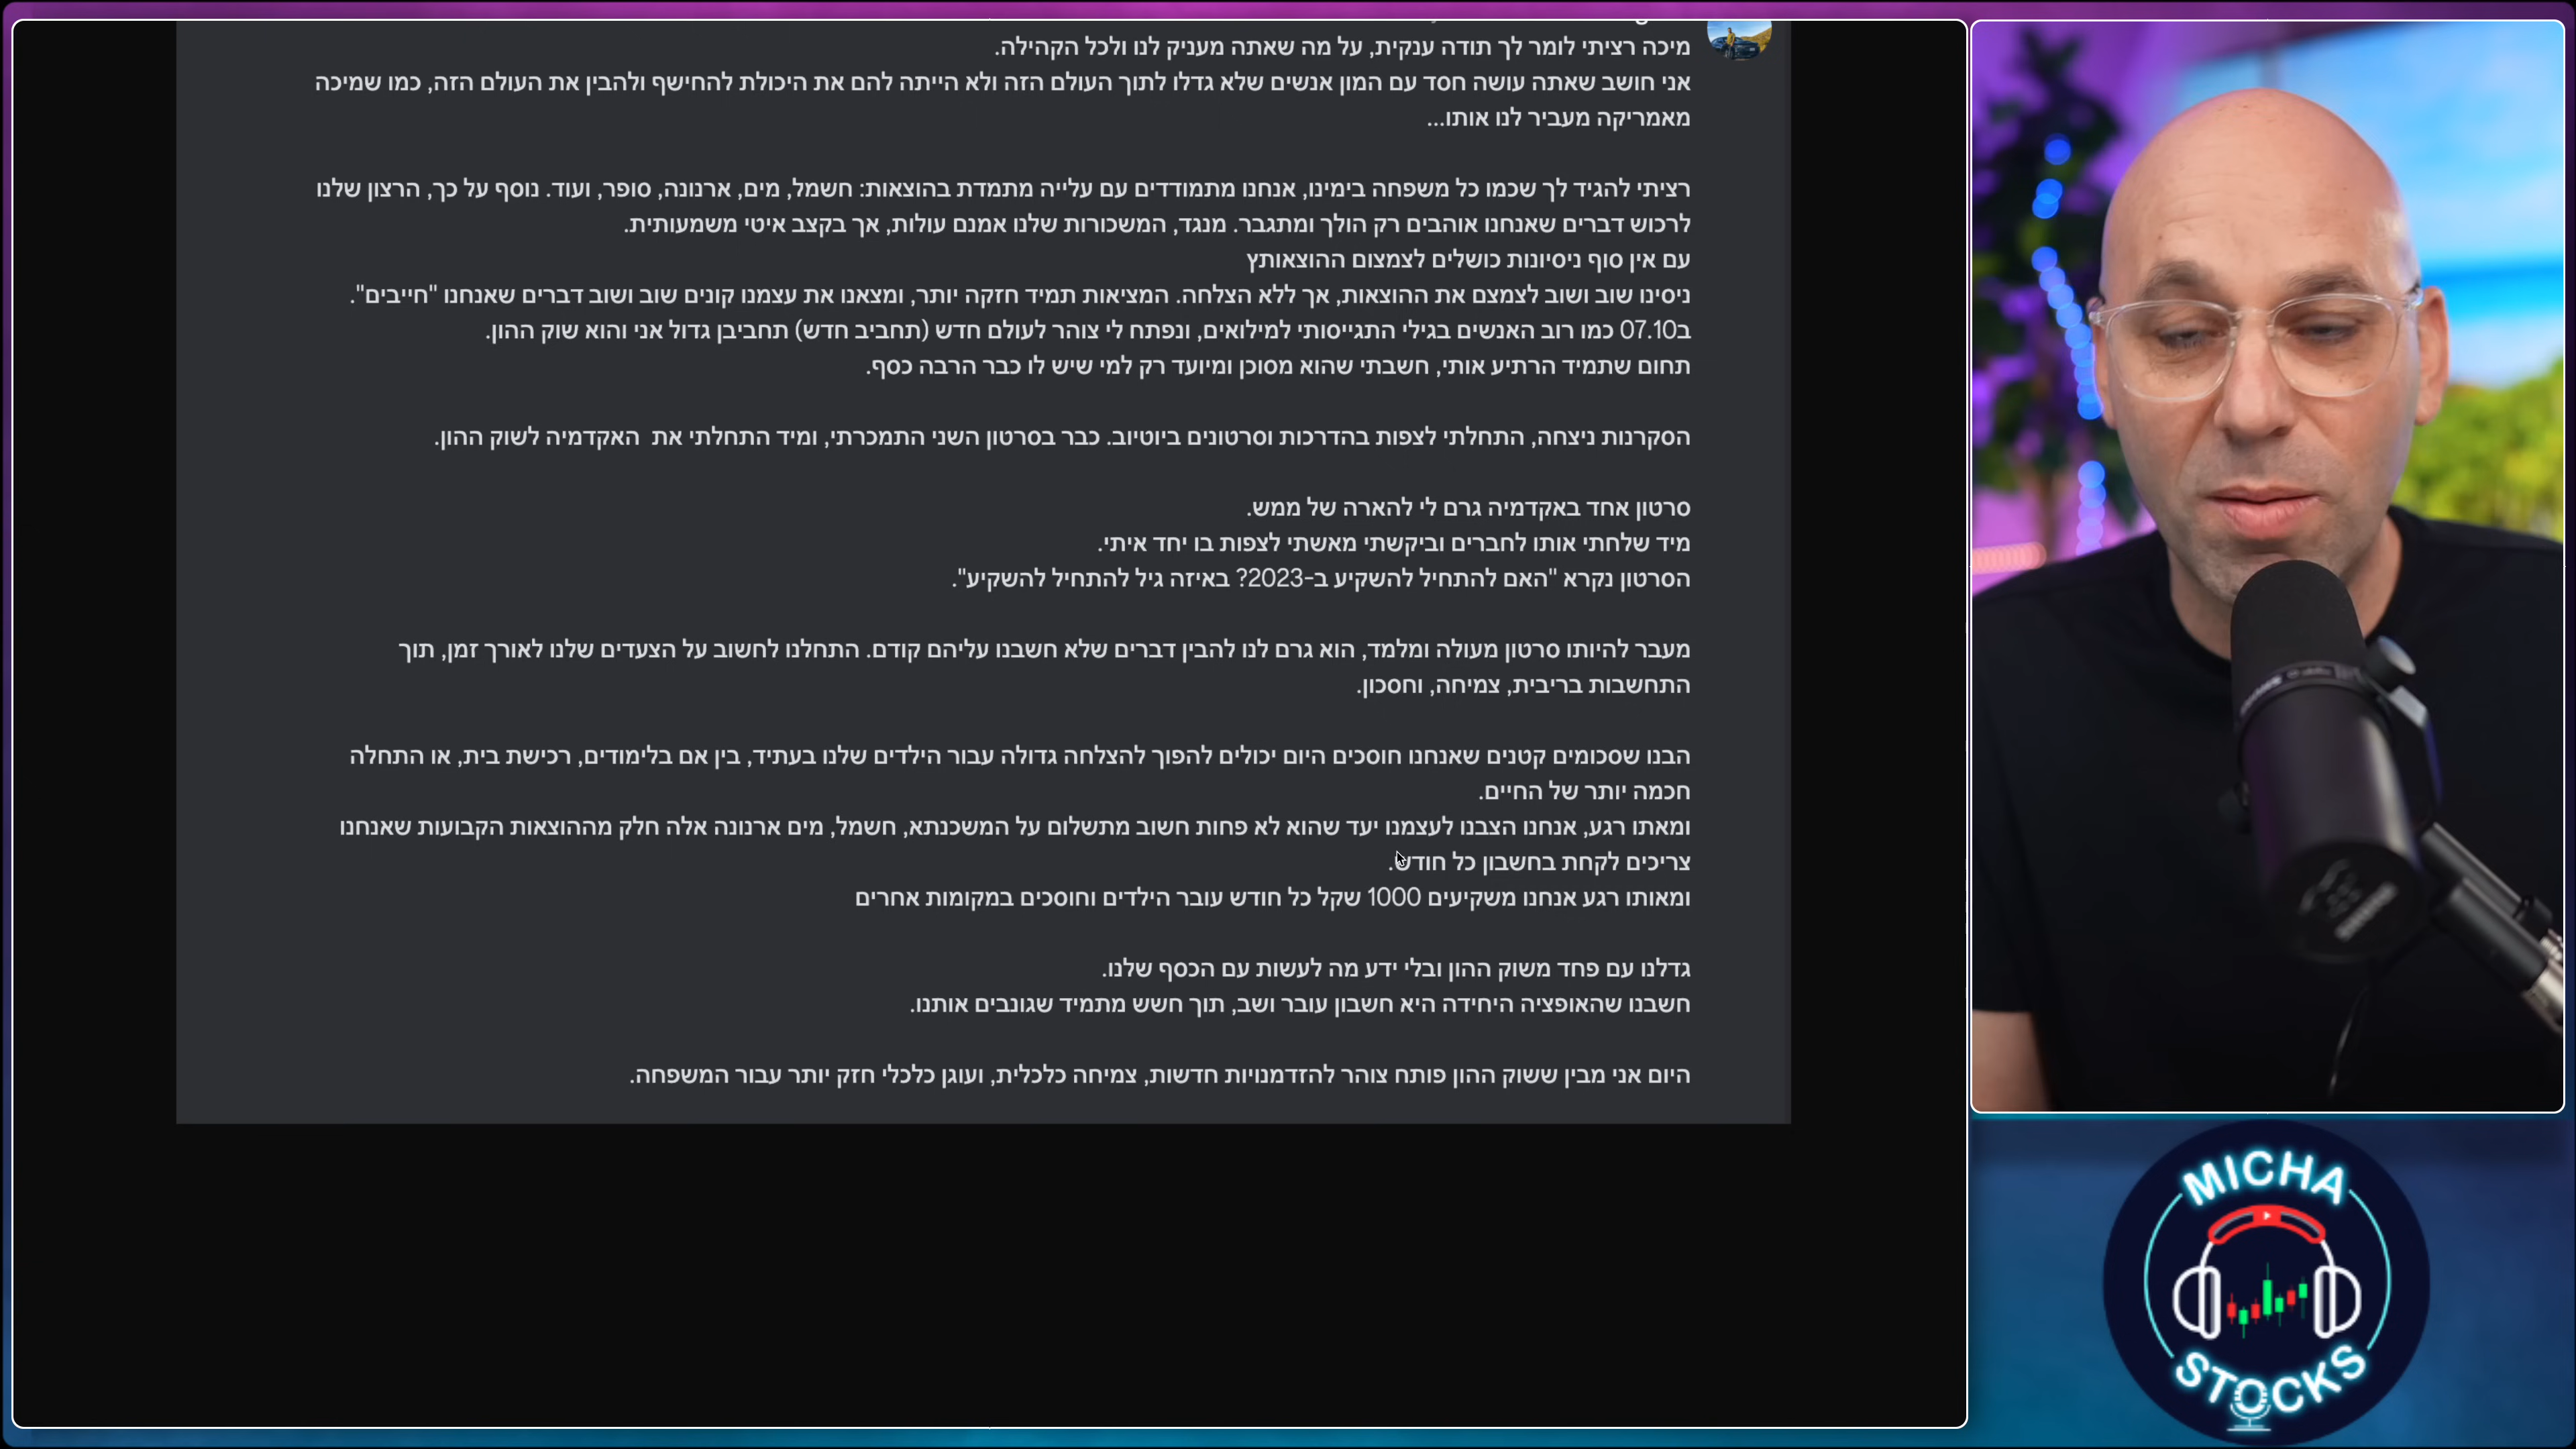 מיכה רציתי לומר לך תודה ענקית, על מה שאתה מעניק לנו ולכל הקהילה.
אני חושב שאתה עושה חסד עם המון אנשים שלא גדלו לתוך העולם הזה ולא הייתה להם את היכולת להחישף ולהבין את העולם הזה, כמו שמיכה
מאמריקה מעביר לנו אותו...
רציתי להגיד לך שכמו כל משפחה בימינו, אנחנו מתמודדים עם עלייה מתמדת בהוצאות: חשמל, מים, ארנונה, סופר, ועוד. נוסף על כך, הרצון שלנו
לרכוש דברים שאנחנו אוהבים רק הולך ומתגבר. מנגד, המשכורות שלנו אמנם עולות, אך בקצב איטי משמעותית.
עם אין סוף ניסיונות כושלים לצמצום ההוצאותץ
ניסינו שוב ושוב לצמצם את ההוצאות, אך ללא הצלחה. המציאות תמיד חזקה יותר, ומצאנו את עצמנו קונים שוב ושוב דברים שאנחנו "חייבים".
ב07.10 כמו רוב האנשים בגילי התגייסותי למילואים, ונפתח לי צוהר לעולם חדש (תחביב חדש) תחביבן גדול אני והוא שוק ההון.
תחום שתמיד הרתיע אותי, חשבתי שהוא מסוכן ומיועד רק למי שיש לו כבר הרבה כסף.
הסקרנות ניצחה, התחלתי לצפות בהדרכות וסרטונים ביוטיוב. כבר בסרטון השני התמכרתי, ומיד התחלתי את האקדמיה לשוק ההון.
סרטון אחד באקדמיה גרם לי להארה של ממש.
מיד שלחתי אותו לחברים וביקשתי מאשתי לצפות בו יחד איתי.
הסרטון נקרא "האם להתחיל להשקיע ב-2023? באיזה גיל להתחיל להשקיע".
מעבר להיותו סרטון מעולה ומלמד, הוא גרם לנו להבין דברים שלא חשבנו עליהם קודם. התחלנו לחשוב על הצעדים שלנו לאורך זמן, תוך
התחשבות בריבית, צמיחה, וחסכון.
הבנו שסכומים קטנים שאנחנו חוסכים היום יכולים להפוך להצלחה גדולה עבור הילדים שלנו בעתיד, בין אם בלימודים, רכישת בית, או התחלה
חכמה יותר של החיים.
ומאתו רגע, אנחנו הצבנו לעצמנו יעד שהוא לא פחות חשוב מתשלום על המשכנתא, חשמל, מים ארנונה אלה חלק מההוצאות הקבועות שאנחנו
צריכים לקחת בחשבון כל חודש.
ומאותו רגע אנחנו משקיעים 1000 שקל כל חודש עובר הילדים וחוסכים במקומות אחרים
גדלנו עם פחד משוק ההון ובלי ידע מה לעשות עם הכסף שלנו.
חשבנו שהאופציה היחידה היא חשבון עובר ושב, תוך חשש מתמיד שגונבים אותנו.
היום אני מבין ששוק ההון פותח צוהר להזדמנויות חדשות, צמיחה כלכלית, ועוגן כלכלי חזק יותר עבור המשפחה.
MICHA
STOCKS